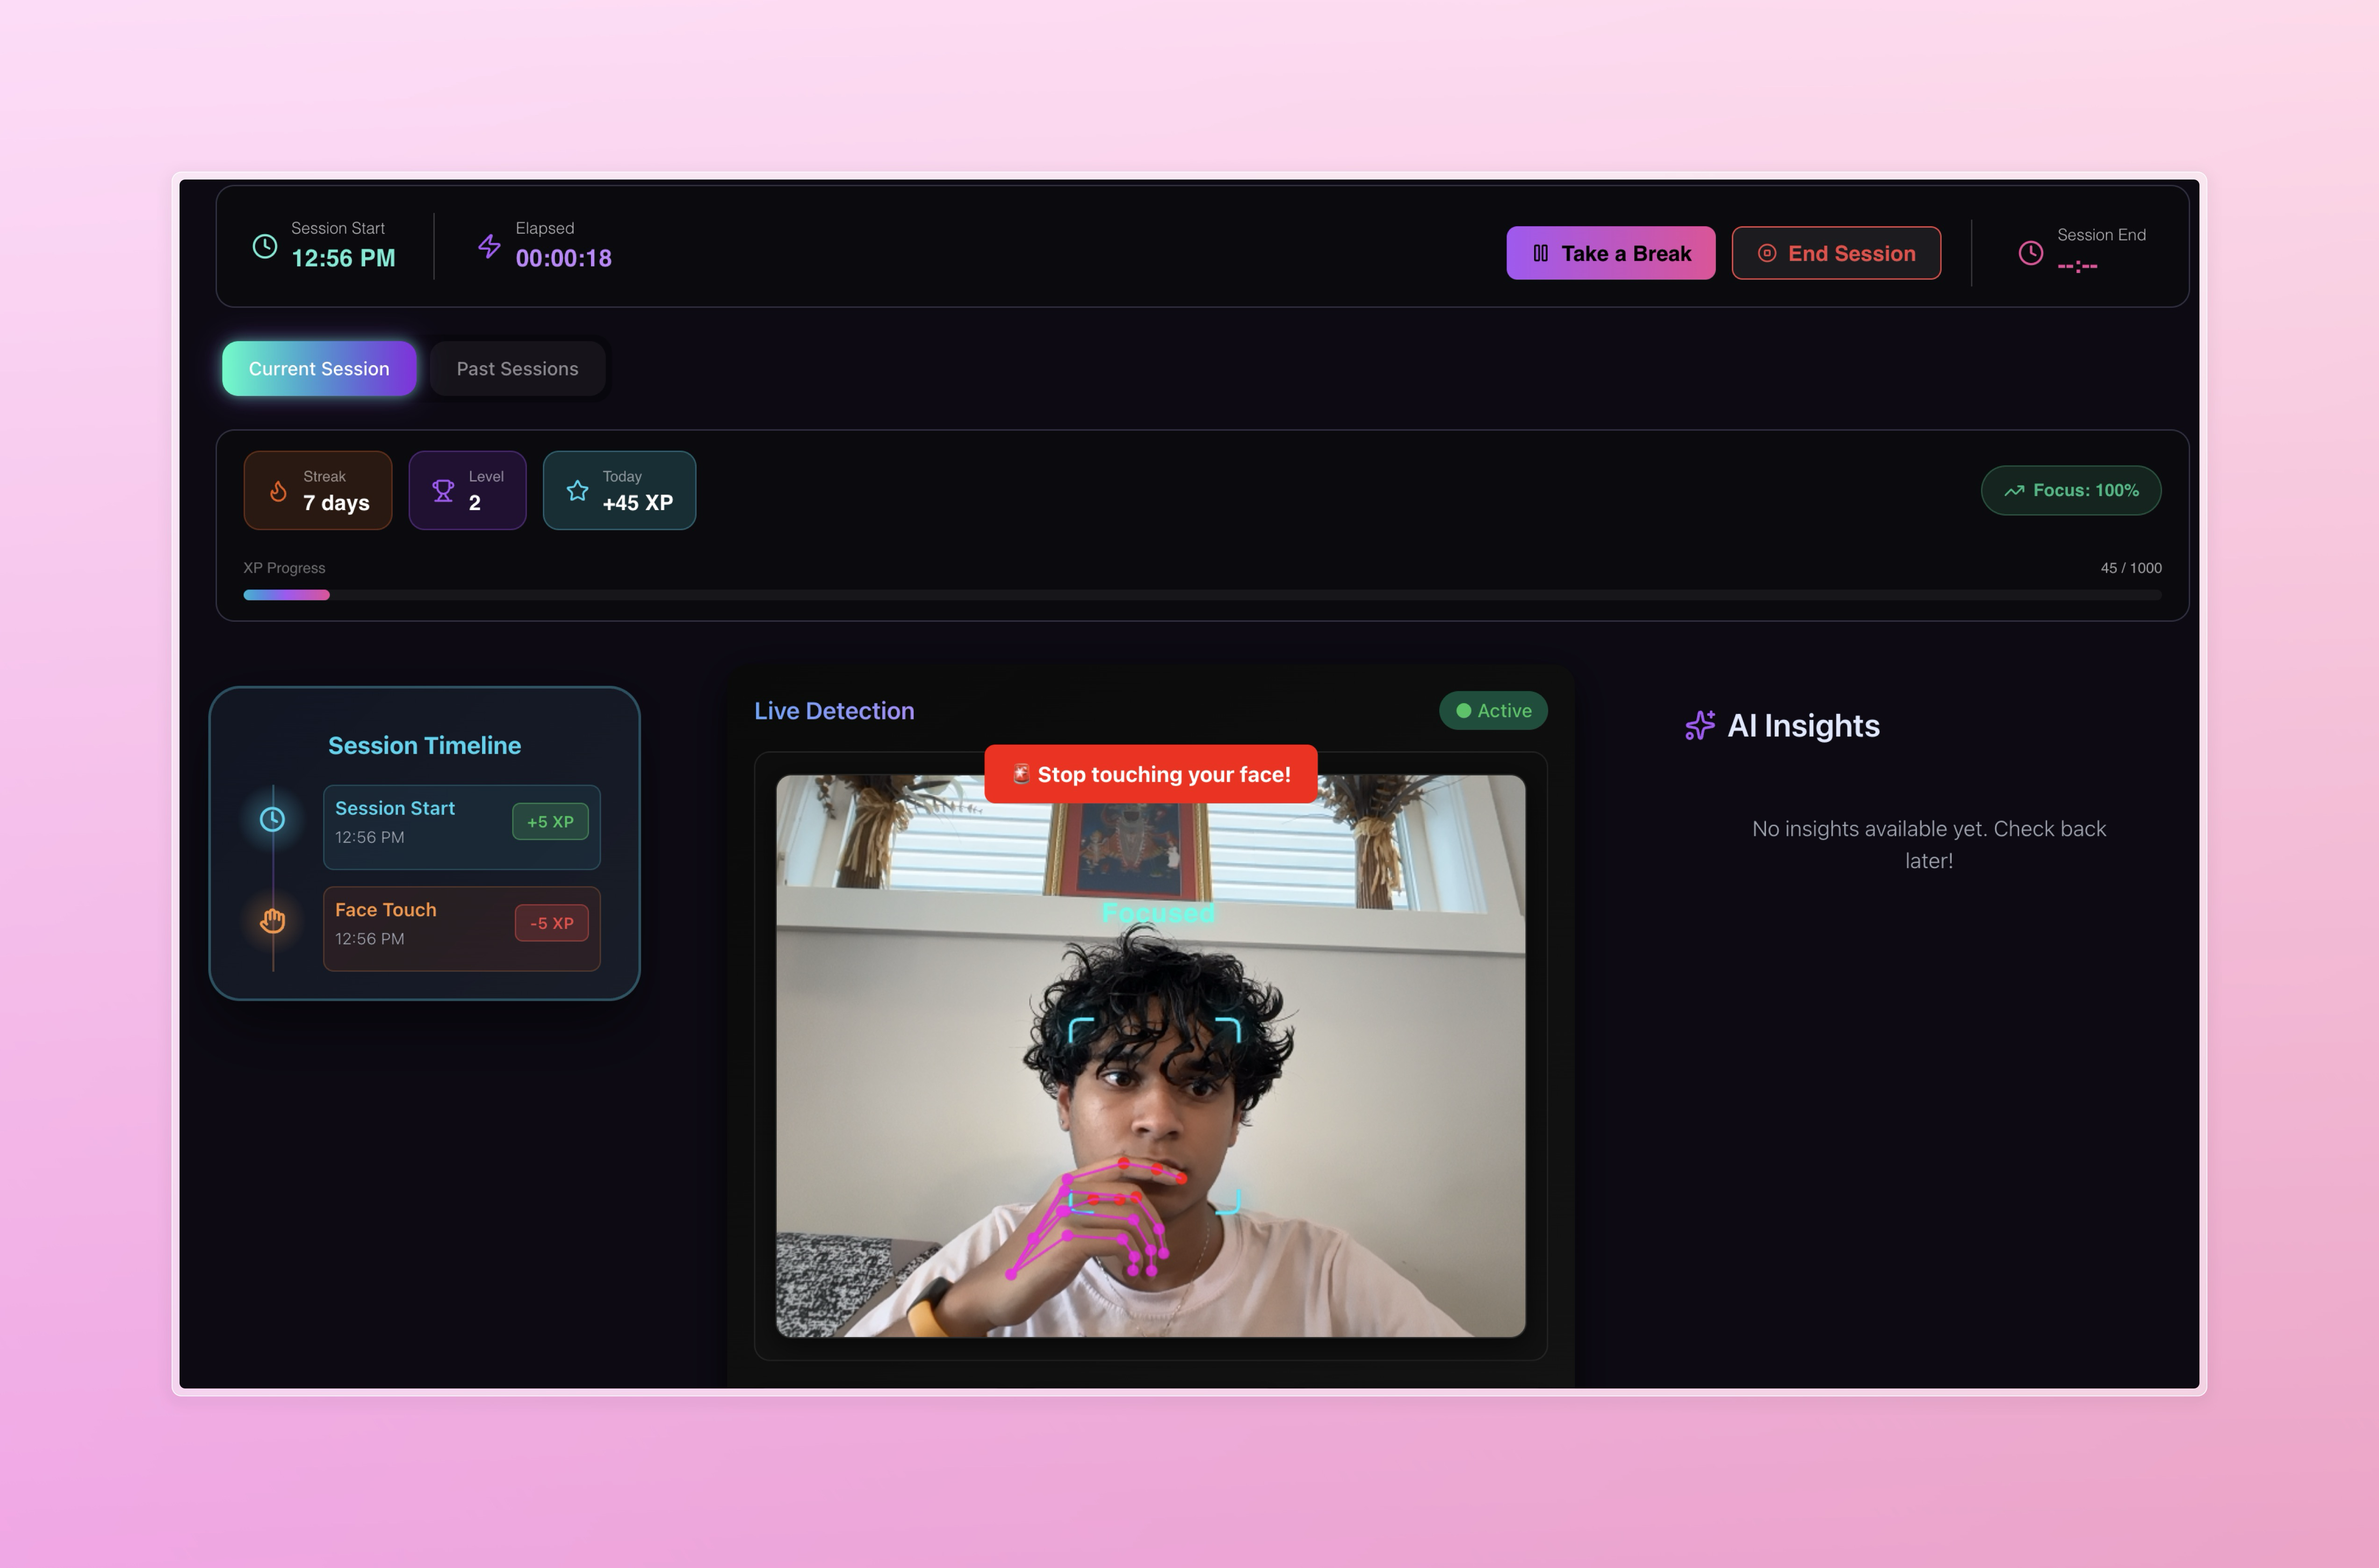 Session Start
12:56 PM
Elapsed
00:00:18
Take a Break
End Session
Session End
--:--
Current Session
Past Sessions
Streak
7 days
Level
2
Today
+45 XP
Focus: 100%
XP Progress
45 / 1000
Session Timeline
Session Start
12:56 PM
+5 XP
Face Touch
12:56 PM
-5 XP
Live Detection
Active
🚨 Stop touching your face!
Focused
AI Insights
No insights available yet. Check back
later!